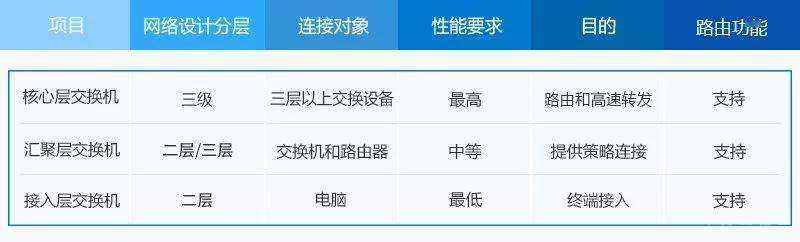 项目 网络设计分层 连接对象 性能要求 目的 路由功能
核心层交换机 三级 三层以上交换设备 最高 路由和高速转发 支持
汇聚层交换机 二层/三层 交换机和路由器 中等 提供策略连接 支持
接入层交换机 二层 电脑 最低 终端接入 支持